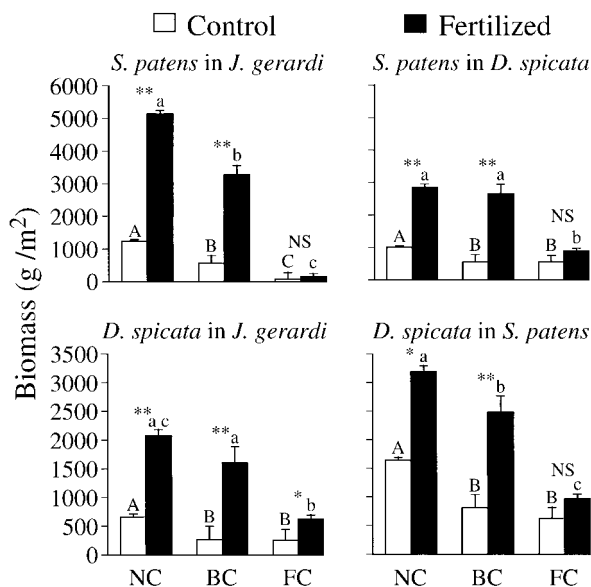 Control Fertilized
S. patens in J. gerardi S. patens in D. spicata
6000
5000
4000
3000
2000
1000
0
** a A
** b B
NS C c
** a A
** a B
NS B b
Biomass (g /m²)
D. spicata in J. gerardi D. spicata in S. patens
3500
3000
2500
2000
1500
1000
500
0
** a c A
** a B
* b B
* a A
** b B
NS B c
NC BC FC NC BC FC